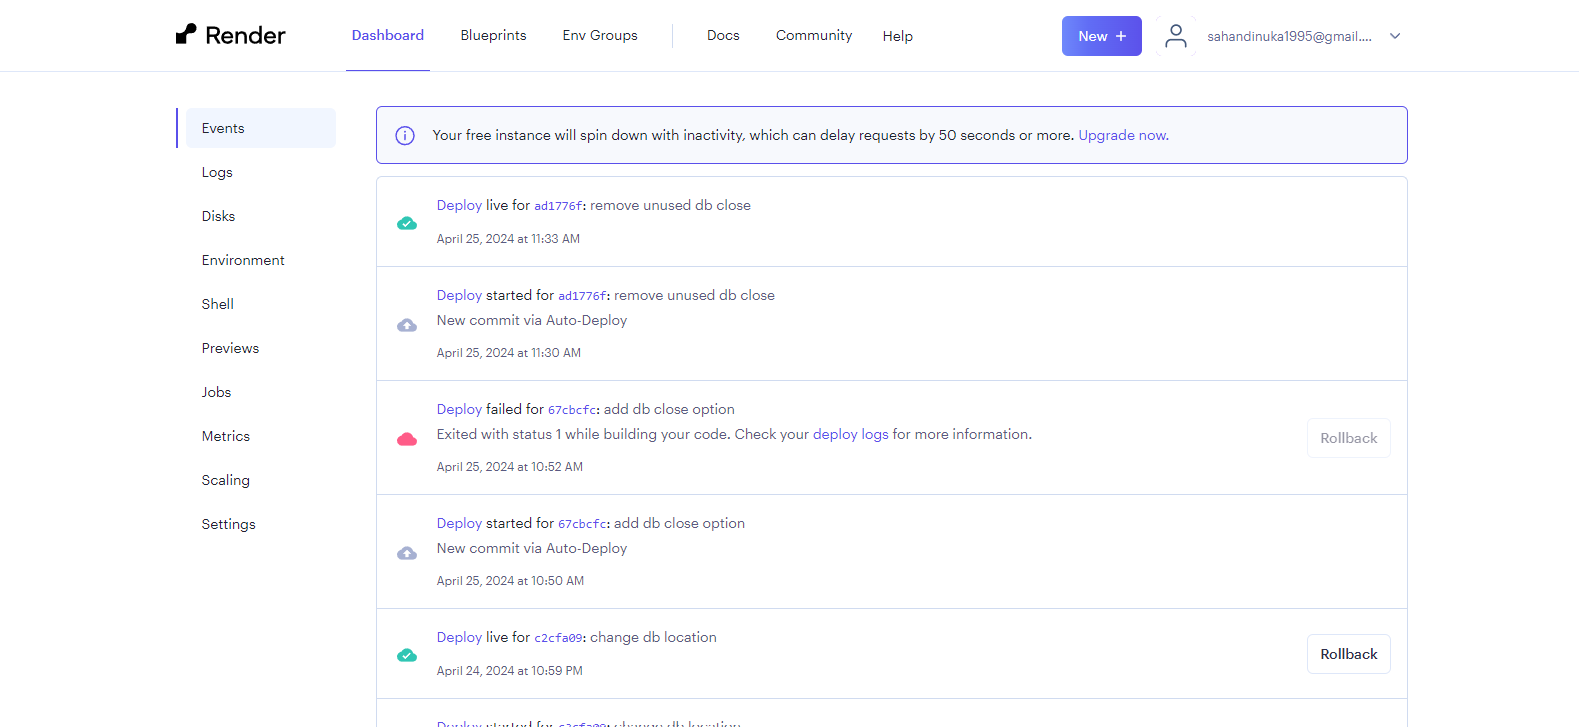 Render
Dashboard
Blueprints
Env Groups
Docs
Community
Help
New +
sahandinuka1995@gmail....
Events
Logs
Disks
Environment
Shell
Previews
Jobs
Metrics
Scaling
Settings
Your free instance will spin down with inactivity, which can delay requests by 50 seconds or more. Upgrade now.
Deploy live for ad1776f: remove unused db close
April 25, 2024 at 11:33 AM
Deploy started for ad1776f: remove unused db close
New commit via Auto-Deploy
April 25, 2024 at 11:30 AM
Deploy failed for 67cbcfc: add db close option
Exited with status 1 while building your code. Check your deploy logs for more information.
April 25, 2024 at 10:52 AM
Rollback
Deploy started for 67cbcfc: add db close option
New commit via Auto-Deploy
April 25, 2024 at 10:50 AM
Deploy live for c2cfa09: change db location
April 24, 2024 at 10:59 PM
Rollback
Deploy started for c2cfa09: change db location